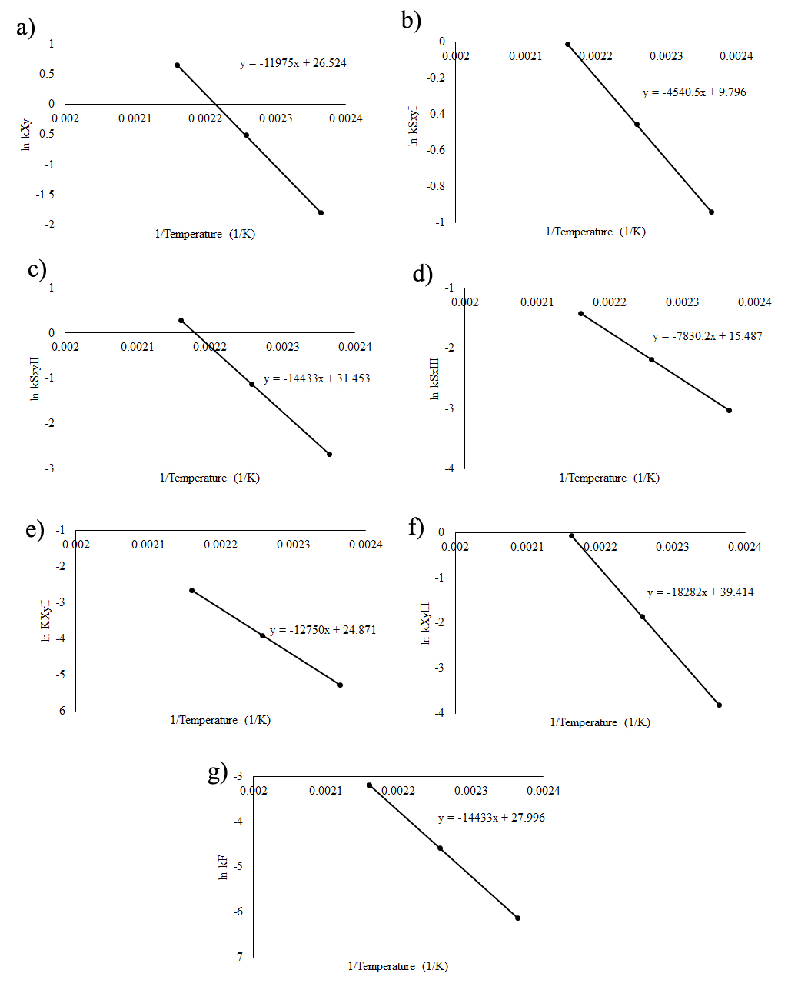 a)
1
0.5
0
-0.5
-1
-1.5
-2
0.002 0.0021 0.0022 0.0023 0.0024
y = -11975x + 26.524
ln kXy
1/Temperature (1/K)
b)
0
-0.2
-0.4
-0.6
-0.8
-1
0.002 0.0021 0.0022 0.0023 0.0024
y = -4540.5x + 9.796
ln kSxyI
1/Temperature (1/K)
c)
1
0
-1
-2
-3
0.002 0.0021 0.0022 0.0023 0.0024
y = -14433x + 31.453
ln kSxyII
1/Temperature (1/K)
d)
-1
-2
-3
-4
0.002 0.0021 0.0022 0.0023 0.0024
y = -7830.2x + 15.487
ln kSxIII
1/Temperature (1/K)
e)
-1
-2
-3
-4
-5
-6
0.002 0.0021 0.0022 0.0023 0.0024
y = -12750x + 24.871
ln KXylI
1/Temperature (1/K)
f)
0
-1
-2
-3
-4
0.002 0.0021 0.0022 0.0023 0.0024
y = -18282x + 39.414
ln kXylII
1/Temperature (1/K)
g)
-3
-4
-5
-6
-7
0.002 0.0021 0.0022 0.0023 0.0024
y = -14433x + 27.996
ln kF
1/Temperature (1/K)